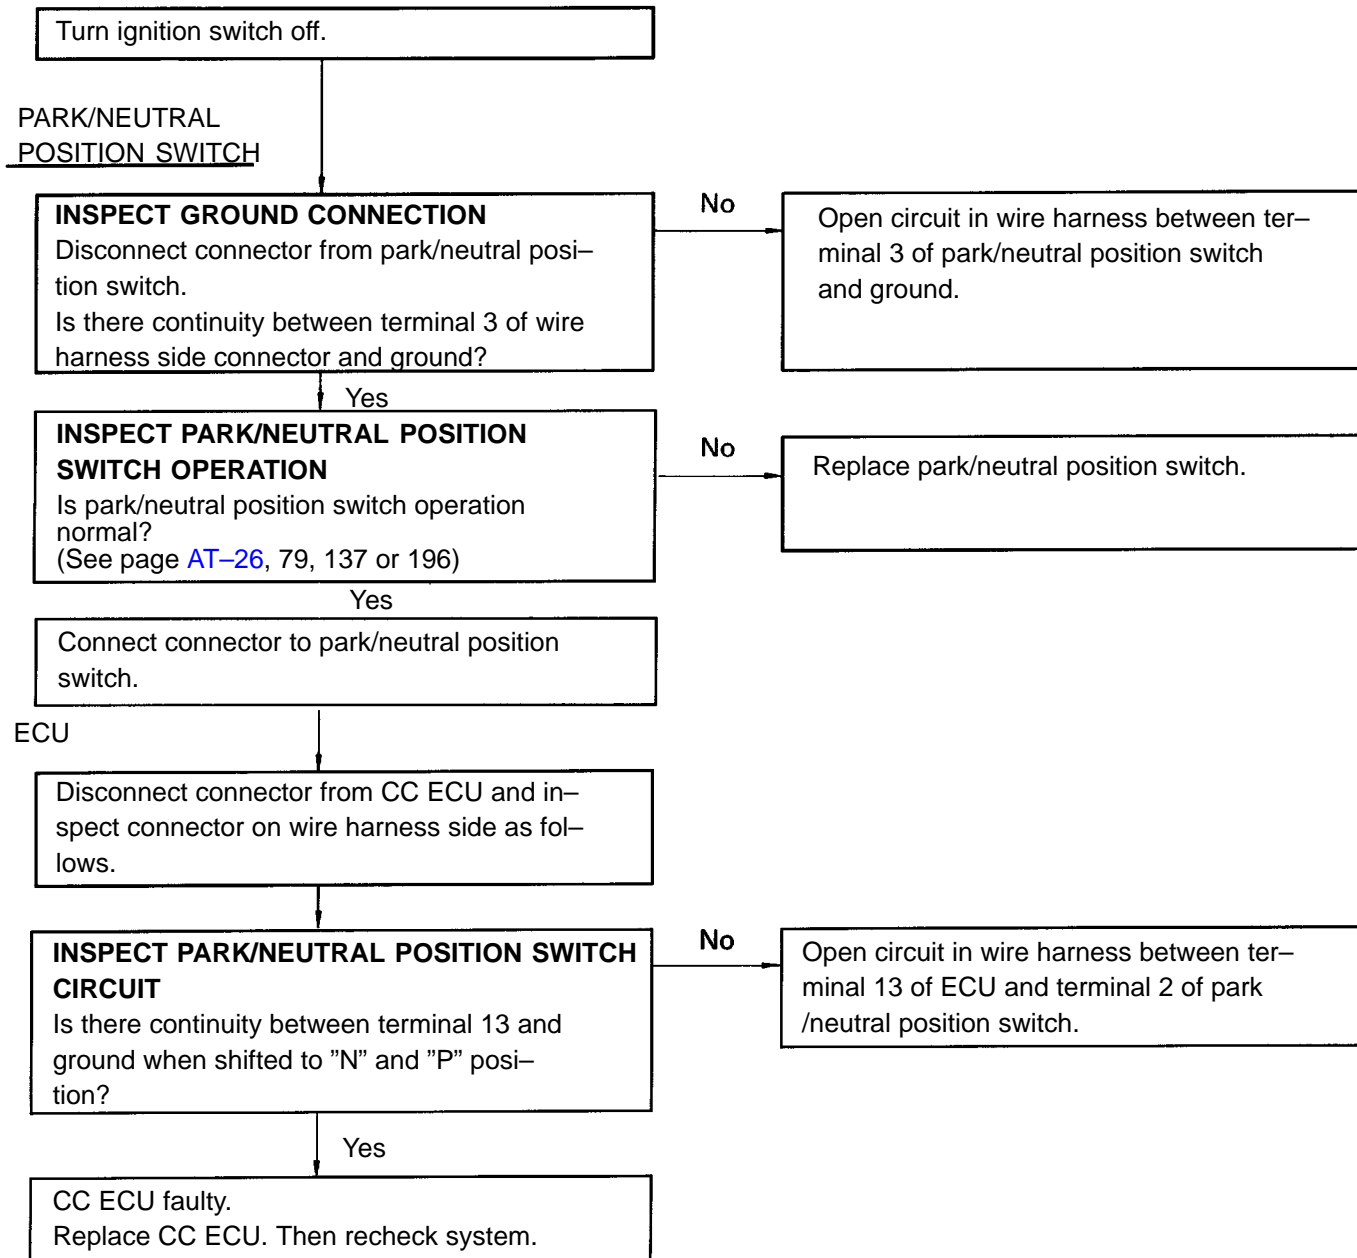 Turn ignition switch off.
PARK/NEUTRAL
POSITION SWITCH
INSPECT GROUND CONNECTION
Disconnect connector from park/neutral posi–
tion switch.
Is there continuity between terminal 3 of wire
harness side connector and ground?
No
Open circuit in wire harness between ter–
minal 3 of park/neutral position switch
and ground.
Yes
INSPECT PARK/NEUTRAL POSITION
SWITCH OPERATION
Is park/neutral position switch operation
normal?
(See page AT–26, 79, 137 or 196)
No
Replace park/neutral position switch.
Yes
Connect connector to park/neutral position
switch.
ECU
Disconnect connector from CC ECU and in–
spect connector on wire harness side as fol–
lows.
INSPECT PARK/NEUTRAL POSITION SWITCH
CIRCUIT
Is there continuity between terminal 13 and
ground when shifted to ”N” and ”P” posi–
tion?
No
Open circuit in wire harness between ter–
minal 13 of ECU and terminal 2 of park
/neutral position switch.
Yes
CC ECU faulty.
Replace CC ECU. Then recheck system.